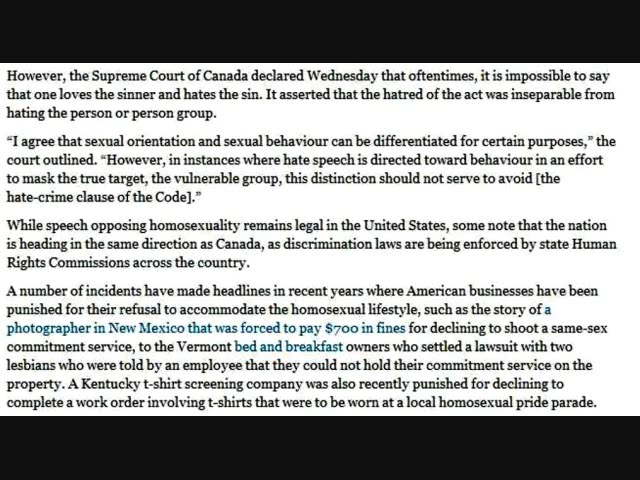 However, the Supreme Court of Canada declared Wednesday that oftentimes, it is impossible to say
that one loves the sinner and hates the sin. It asserted that the hatred of the act was inseparable from
hating the person or person group.
“I agree that sexual orientation and sexual behaviour can be differentiated for certain purposes,” the
court outlined. “However, in instances where hate speech is directed toward behaviour in an effort
to mask the true target, the vulnerable group, this distinction should not serve to avoid [the
hate-crime clause of the Code].”
While speech opposing homosexuality remains legal in the United States, some note that the nation
is heading in the same direction as Canada, as discrimination laws are being enforced by state Human
Rights Commissions across the country.
A number of incidents have made headlines in recent years where American businesses have been
punished for their refusal to accommodate the homosexual lifestyle, such as the story of a
photographer in New Mexico that was forced to pay $700 in fines for declining to shoot a same-sex
commitment service, to the Vermont bed and breakfast owners who settled a lawsuit with two
lesbians who were told by an employee that they could not hold their commitment service on the
property. A Kentucky t-shirt screening company was also recently punished for declining to
complete a work order involving t-shirts that were to be worn at a local homosexual pride parade.